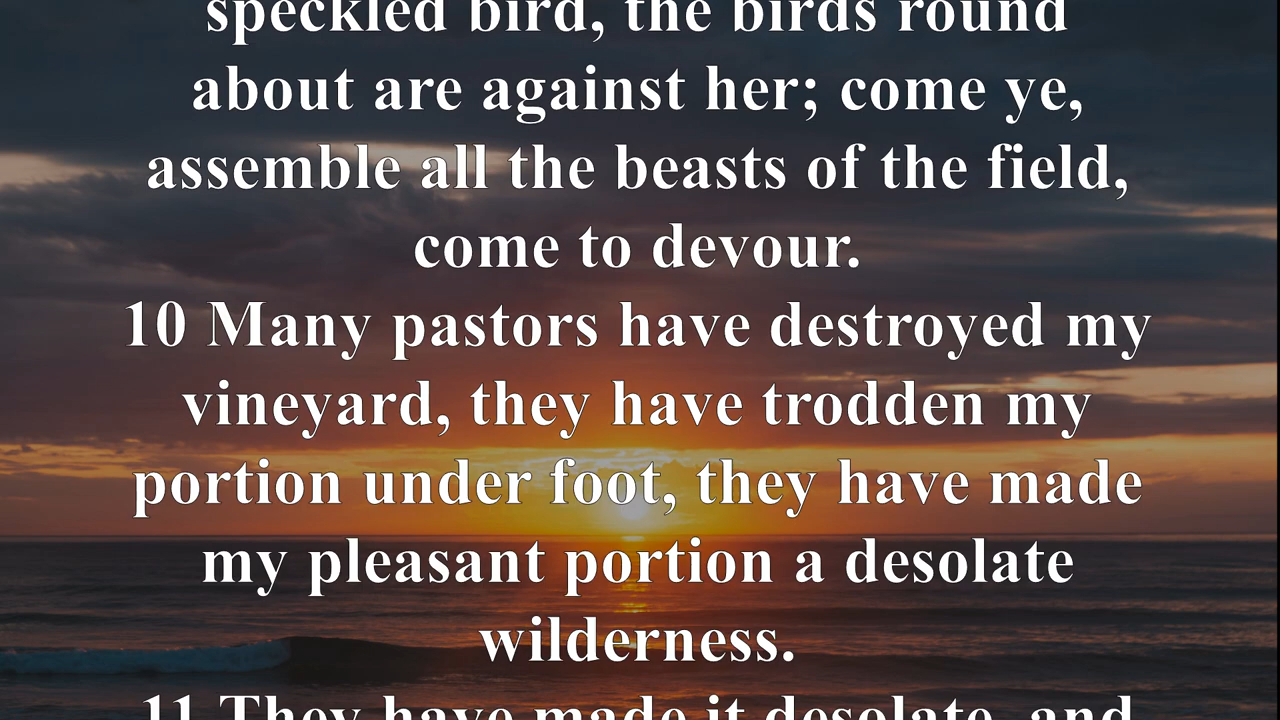 speckled bird, the birds round
about are against her; come ye,
assemble all the beasts of the field,
come to devour.
10 Many pastors have destroyed my
vineyard, they have trodden my
portion under foot, they have made
my pleasant portion a desolate
wilderness.
11 They have made it desolate, and